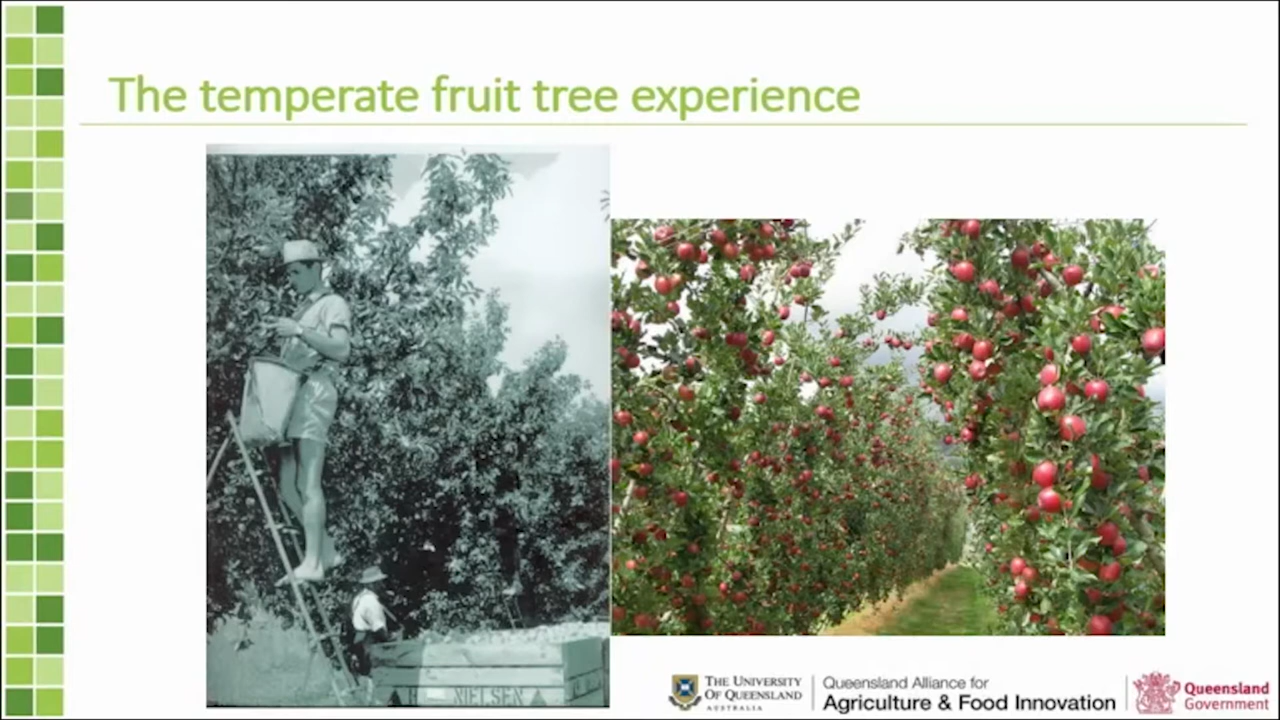 The temperate fruit tree experience
NIELSEN
THE UNIVERSITY
OF QUEENSLAND
AUSTRALIA
Queensland Alliance for
Agriculture & Food Innovation
Queensland
Government